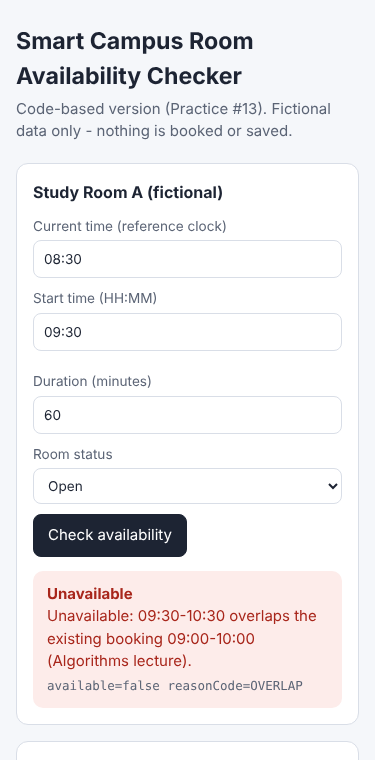 Smart Campus Room
Availability Checker
Code-based version (Practice #13). Fictional
data only - nothing is booked or saved.
Study Room A (fictional)
Current time (reference clock)
08:30
Start time (HH:MM)
09:30
Duration (minutes)
60
Room status
Open
Check availability
Unavailable
Unavailable: 09:30-10:30 overlaps the
existing booking 09:00-10:00
(Algorithms lecture).
available=false reasonCode=OVERLAP